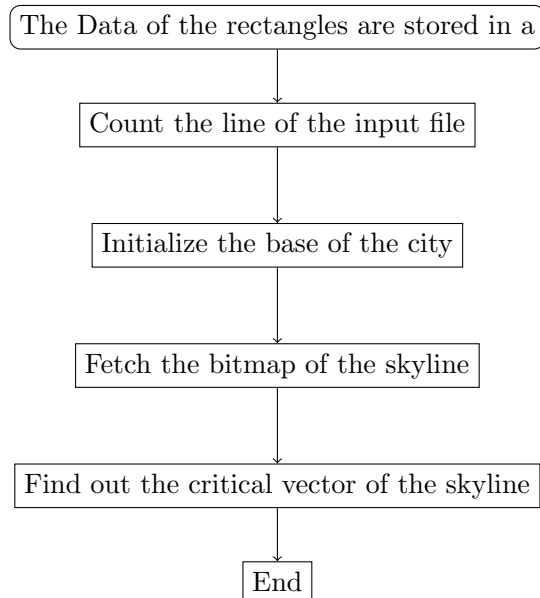 The Data of the rectangles are stored in a
Count the line of the input file
Initialize the base of the city
Fetch the bitmap of the skyline
Find out the critical vector of the skyline
End